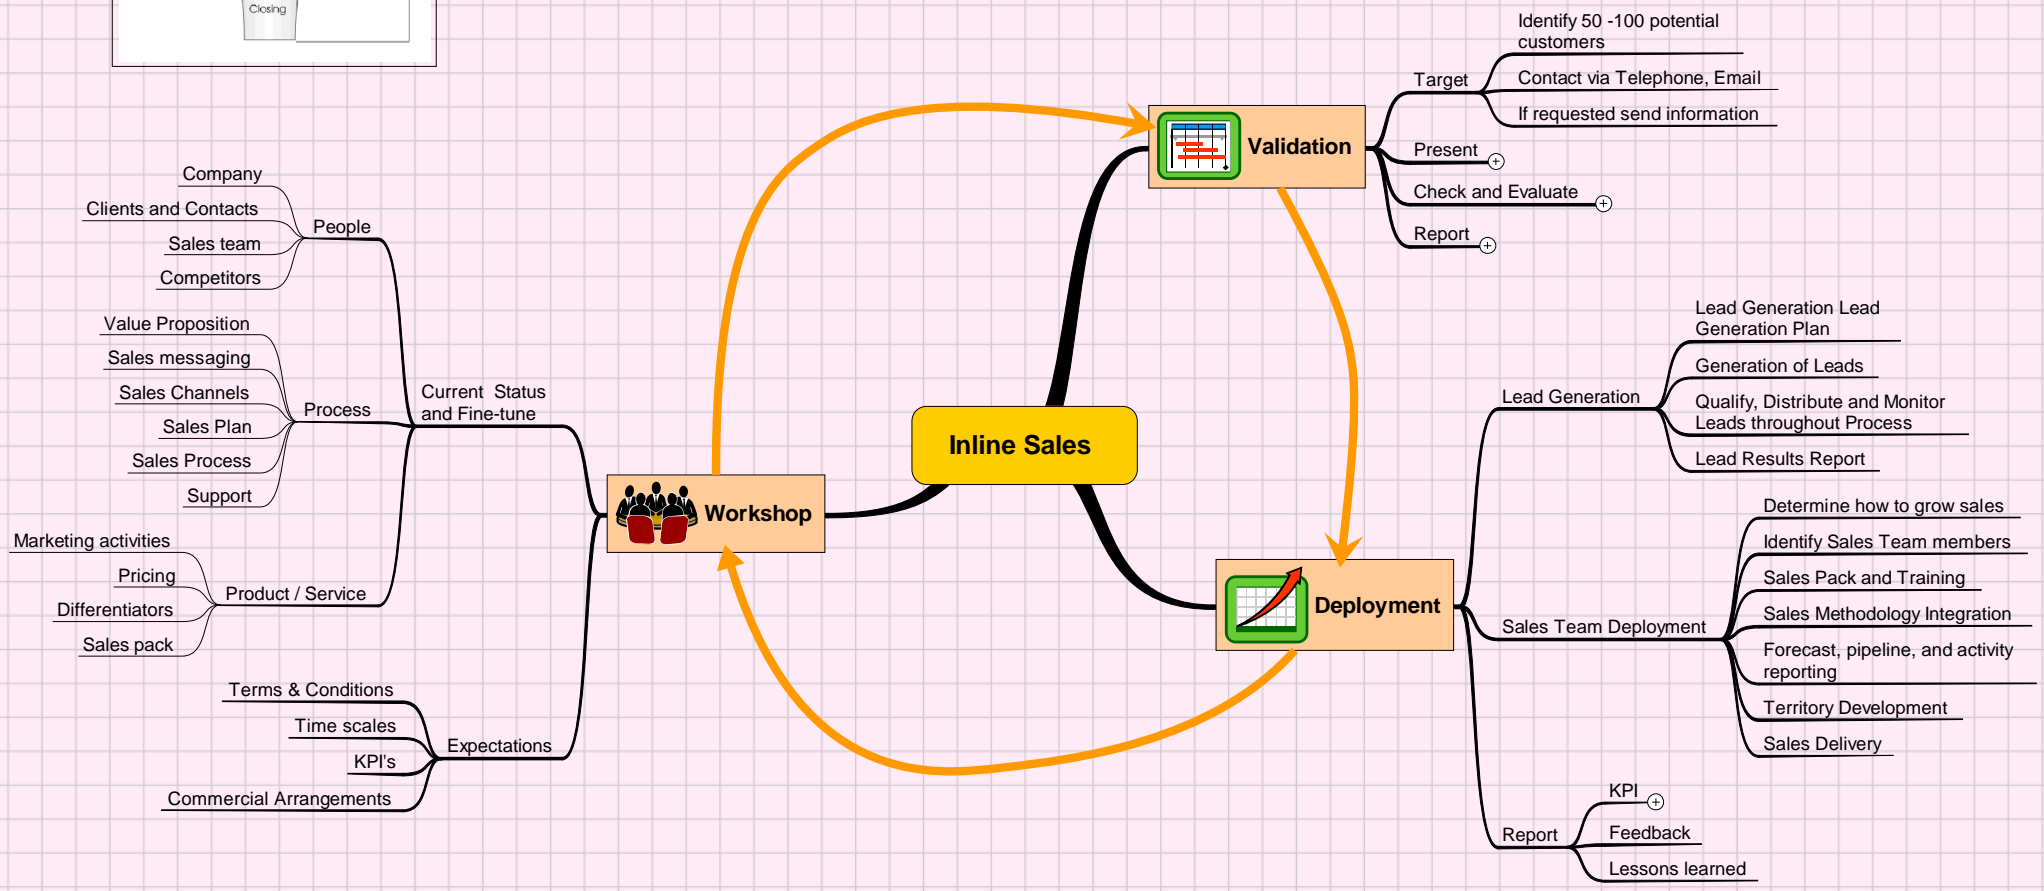 Closing
Inline Sales
Validation
Target
Identify 50 -100 potential
customers
Contact via Telephone, Email
If requested send information
Present
Check and Evaluate
Report
Deployment
Lead Generation
Lead Generation Lead
Generation Plan
Generation of Leads
Qualify, Distribute and Monitor
Leads throughout Process
Lead Results Report
Sales Team Deployment
Determine how to grow sales
Identify Sales Team members
Sales Pack and Training
Sales Methodology Integration
Forecast, pipeline, and activity
reporting
Territory Development
Sales Delivery
Report
KPI
Feedback
Lessons learned
Workshop
Current  Status
and Fine-tune
People
Company
Clients and Contacts
Sales team
Competitors
Process
Value Proposition
Sales messaging
Sales Channels
Sales Plan
Sales Process
Support
Product / Service
Marketing activities
Pricing
Differentiators
Sales pack
Expectations
Terms & Conditions
Time scales
KPI's
Commercial Arrangements